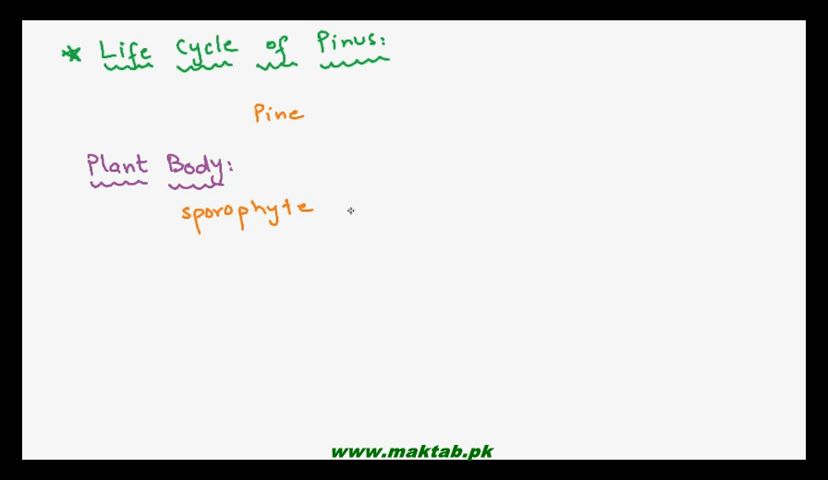 * Life Cycle of Pinus:
Pine
Plant Body:
sporophyte
www.maktab.pk